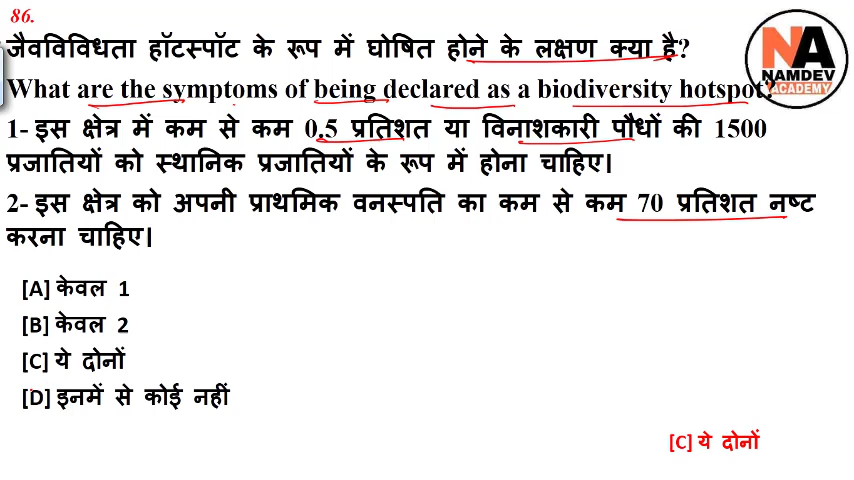 86.
जैवविविधता हॉटस्पॉट के रूप में घोषित होने के लक्षण क्या है?
What are the symptoms of being declared as a biodiversity hotspot?
1- इस क्षेत्र में कम से कम 0.5 प्रतिशत या विनाशकारी पौधों की 1500
प्रजातियों को स्थानिक प्रजातियों के रूप में होना चाहिए।
2- इस क्षेत्र को अपनी प्राथमिक वनस्पति का कम से कम 70 प्रतिशत नष्ट
करना चाहिए।
[A] केवल 1
[B] केवल 2
[C] ये दोनों
[D] इनमें से कोई नहीं
[C] ये दोनों
NA
NAMDEV
ACADEMY